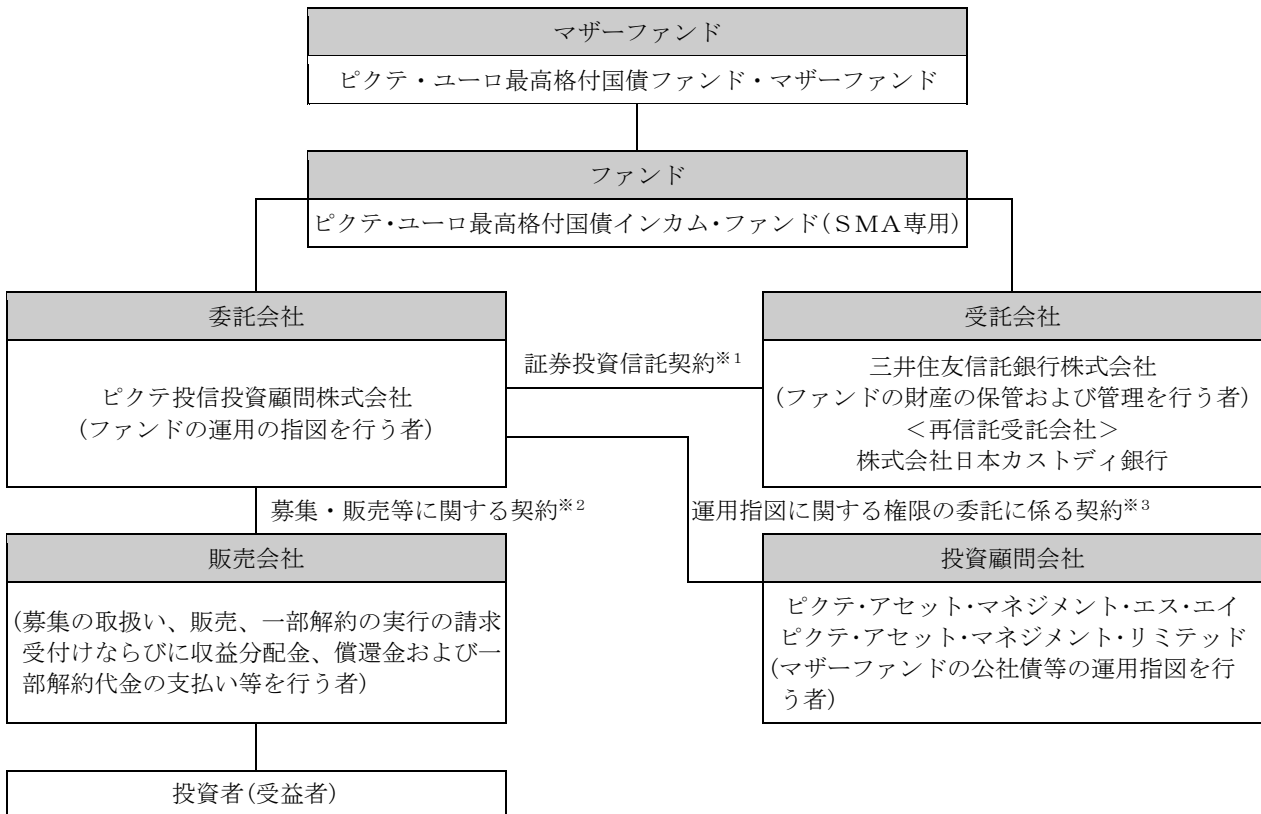 マザーファンド
ピクテ・ユーロ最高格付国債ファンド・マザーファンド
ファンド
ピクテ・ユーロ最高格付国債インカム・ファンド(ＳＭＡ専用)
委託会社
ピクテ投信投資顧問株式会社
(ファンドの運用の指図を行う者)
証券投資信託契約※1
受託会社
三井住友信託銀行株式会社
(ファンドの財産の保管および管理を行う者)
＜再信託受託会社＞
株式会社日本カストディ銀行
募集・販売等に関する契約※2
運用指図に関する権限の委託に係る契約※3
販売会社
(募集の取扱い、販売、一部解約の実行の請求
受付けならびに収益分配金、償還金および一
部解約代金の支払い等を行う者)
投資顧問会社
ピクテ・アセット・マネジメント・エス・エイ
ピクテ・アセット・マネジメント・リミテッド
(マザーファンドの公社債等の運用指図を行
う者)
投資者(受益者)